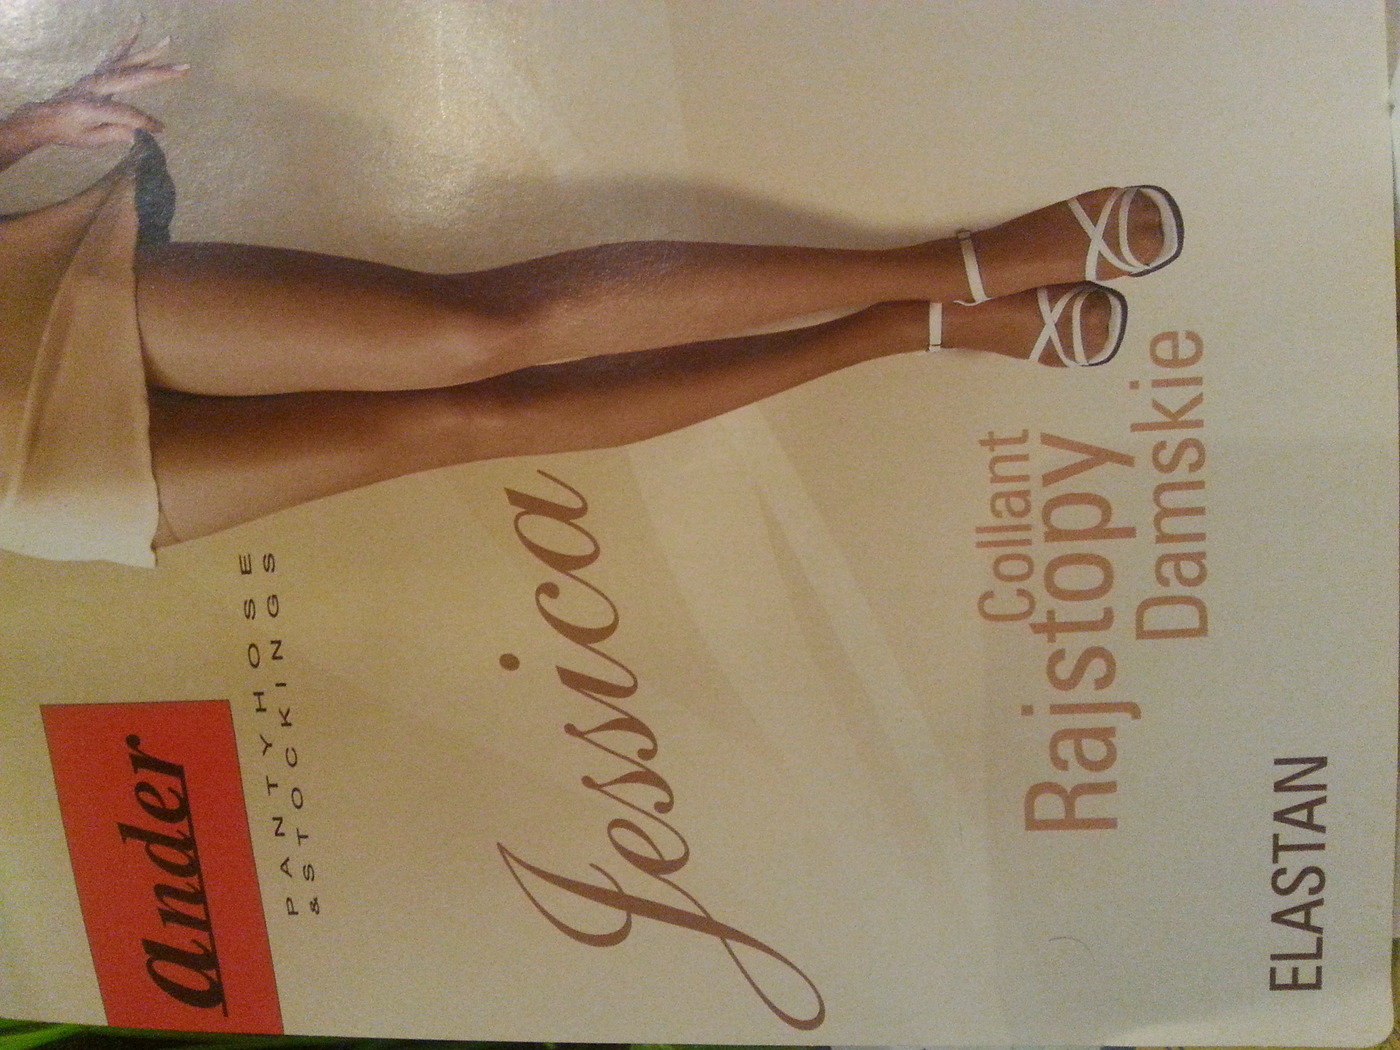 ander
PANTYHOSE
&STOCKINGS
Jessica
Collant
Rajstopy
Damskie
ELASTAN